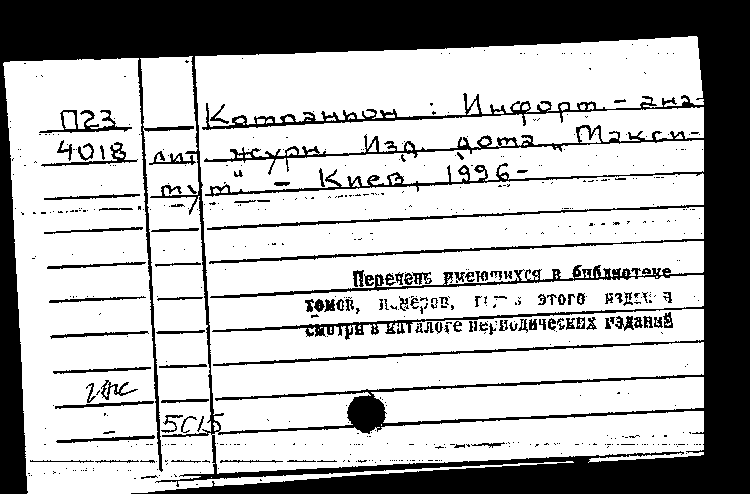 П23 Компаньон : Информ. - ана-
4018 лит. журн. Изд. дома „Макси-
мум". - Киев, 1996-
Перечень имеющихся в библиотеке
томов, номеров, этого издания
смотри в каталоге периодических изданий
5С15